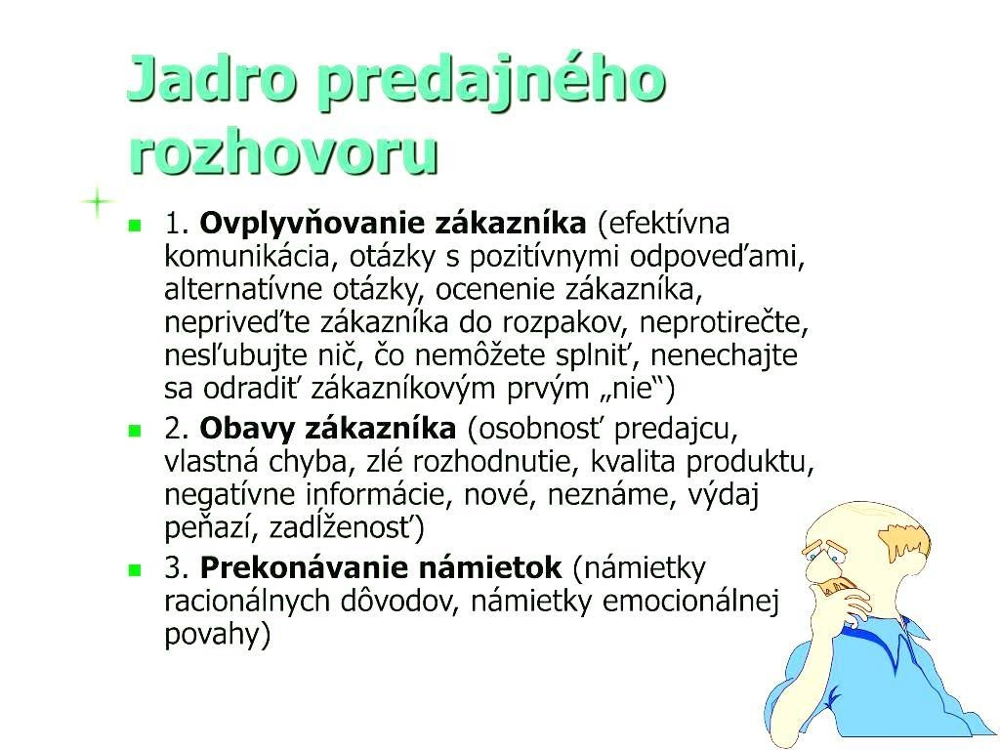 Jadro predajného
rozhovoru
1. Ovplyvňovanie zákazníka (efektívna
komunikácia, otázky s pozitívnymi odpoveďami,
alternatívne otázky, ocenenie zákazníka,
nepriveďte zákazníka do rozpakov, neprotirečte,
nesľubujte nič, čo nemôžete splniť, nenechajte
sa odradiť zákazníkovým prvým „nie“)
2. Obavy zákazníka (osobnosť predajcu,
vlastná chyba, zlé rozhodnutie, kvalita produktu,
negatívne informácie, nové, neznáme, výdaj
peňazí, zadĺženosť)
3. Prekonávanie námietok (námietky
racionálnych dôvodov, námietky emocionálnej
povahy)